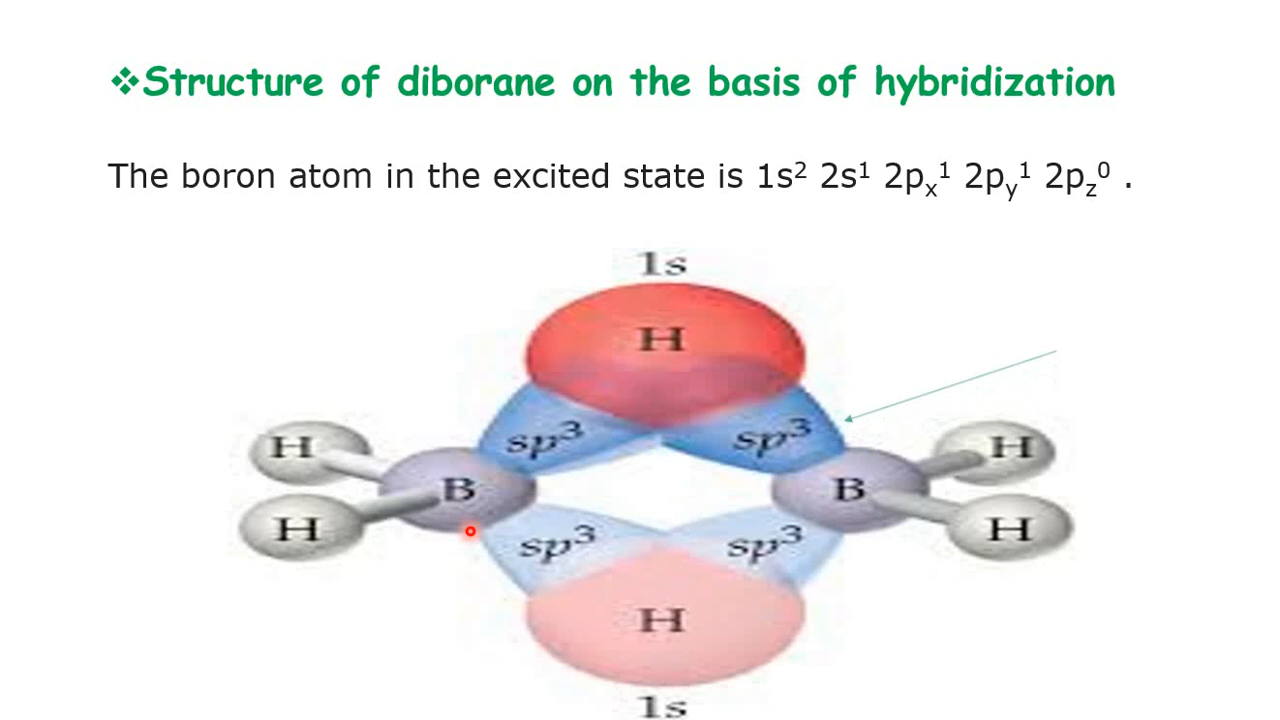 ❖Structure of diborane on the basis of hybridization
The boron atom in the excited state is 1s² 2s¹ 2pₓ¹ 2p_y¹ 2p_z⁰ .
1s
H
sp³ sp³
H H
B B
H H
sp³ sp³
H
1s